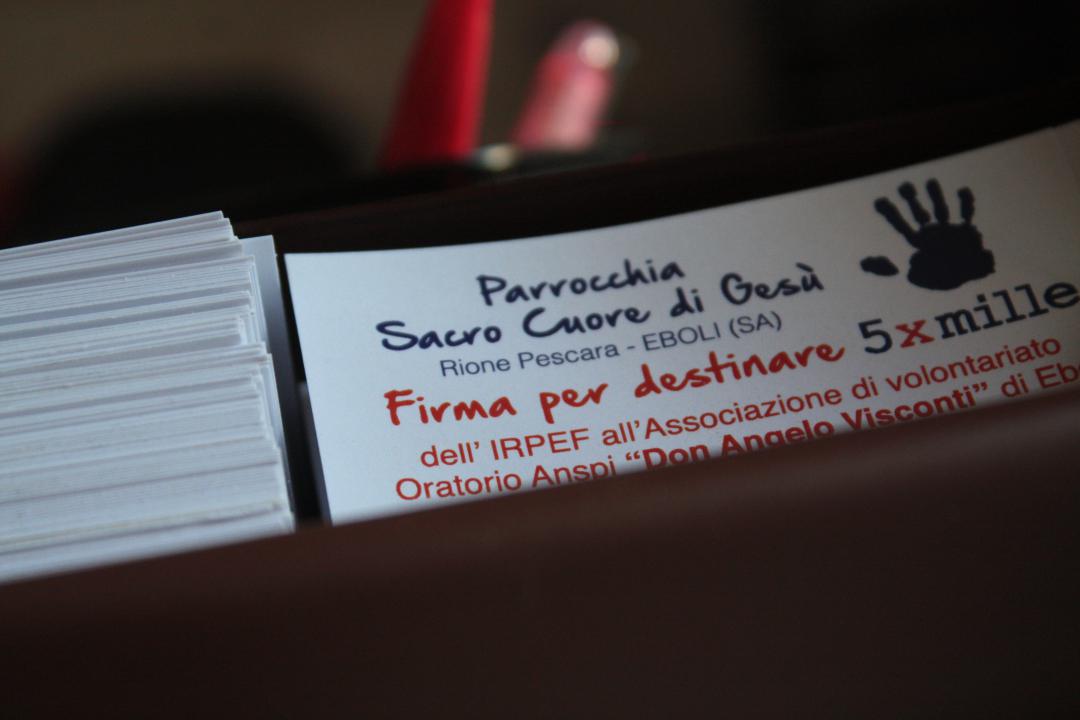 Parrocchia
Sacro Cuore di Gesù
Rione Pescara - EBOLI (SA)
Firma per destinare 5xmille
dell' IRPEF all'Associazione di volontariato
Oratorio Anspi “Don Angelo Visconti” di